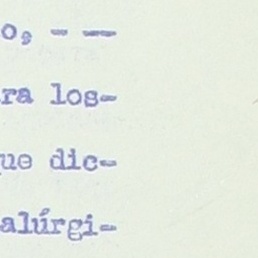 o, - --
ra los-
que dic-
alúrgi-